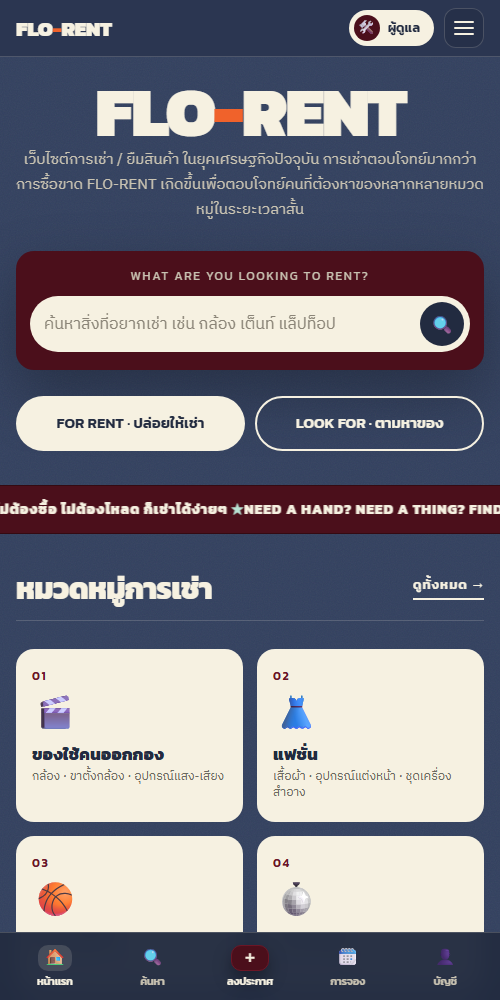 FLO-RENT
ผู้ดูแล
FLO-RENT
เว็บไซต์การเช่า / ยืมสินค้า ในยุคเศรษฐกิจปัจจุบัน การเช่าตอบโจทย์มากกว่า
การซื้อขาด FLO-RENT เกิดขึ้นเพื่อตอบโจทย์คนที่ต้องหาของหลากหลายหมวด
หมู่ในระยะเวลาสั้น
WHAT ARE YOU LOOKING TO RENT?
ค้นหาสิ่งที่อยากเช่า เช่น กล้อง เต็นท์ แล็ปท็อป
FOR RENT · ปล่อยให้เช่า
LOOK FOR · ตามหาของ
ไม่ต้องซื้อ ไม่ต้องโหลด ก็เช่าได้ง่ายๆ ★NEED A HAND? NEED A THING? FIND
หมวดหมู่การเช่า
ดูทั้งหมด →
01
ของใช้คนออกกอง
กล้อง · ขาตั้งกล้อง · อุปกรณ์แสง-เสียง
02
แฟชั่น
เสื้อผ้า · อุปกรณ์แต่งหน้า · ชุดเครื่อง
สำอาง
03
04
หน้าแรก
ค้นหา
+
ลงประกาศ
การจอง
บัญชี